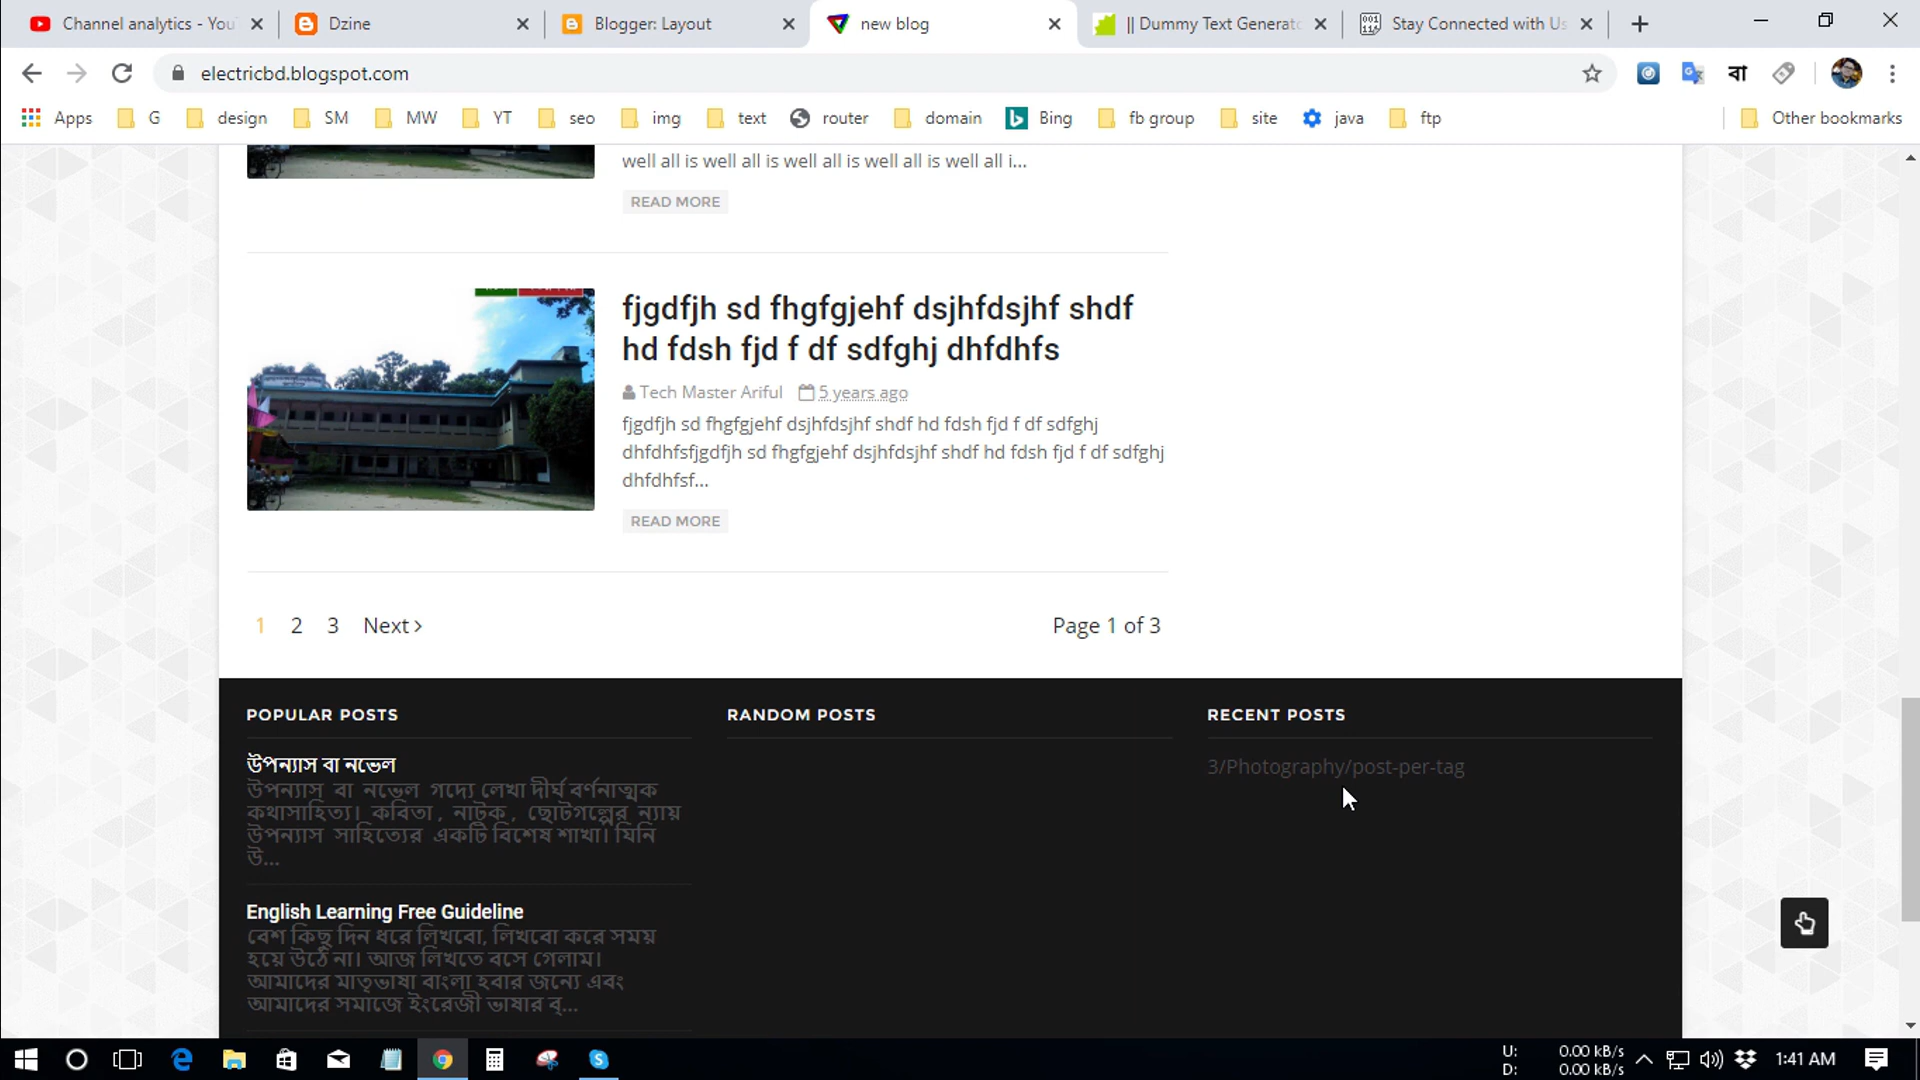 Channel analytics - You
Dzine
Blogger: Layout
new blog
|| Dummy Text Generato
Stay Connected with Us
electricbd.blogspot.com
বা
Apps
G
design
SM
MW
YT
seo
img
text
router
domain
Bing
fb group
site
java
ftp
Other bookmarks
well all is well all is well all is well all i...
READ MORE
fjgdfjh sd fhgfgjehf dsjhfdsjhf shdf
hd fdsh fjd f df sdfghj dhfdhfs
Tech Master Ariful 5 years ago
fjgdfjh sd fhgfgjehf dsjhfdsjhf shdf hd fdsh fjd f df sdfghj
dhfdhfsfjgdfjh sd fhgfgjehf dsjhfdsjhf shdf hd fdsh fjd f df sdfghj
dhfdhfsf...
READ MORE
1 2 3 Next ›
Page 1 of 3
POPULAR POSTS
RANDOM POSTS
RECENT POSTS
উপন্যাস বা নভেল
উপন্যাস বা নভেল গদ্যে লেখা দীর্ঘ বর্ণনাত্মক
কথাসাহিত্য। কবিতা, নাটক, ছোটগল্পের ন্যায়
উপন্যাস সাহিত্যের একটি বিশেষ শাখা। যিনি
উ...
3/Photography/post-per-tag
English Learning Free Guideline
বেশ কিছু দিন ধরে লিখবো, লিখবো করে সময়
হয়ে উঠে না। আজ লিখতে বসে গেলাম।
আমাদের মাতৃভাষা বাংলা হবার জন্যে এবং
আমাদের সমাজে ইংরেজী ভাষার ব্...
U: 0.00 kB/s
D: 0.00 kB/s
1:41 AM